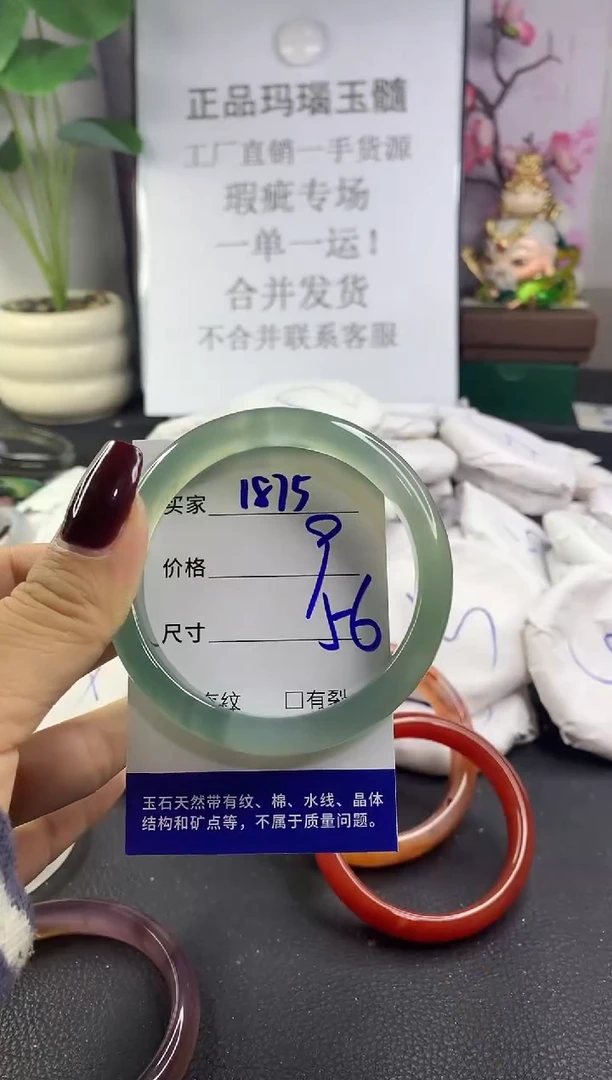 正品玛瑙玉髓
工厂直销一手货源
瑕疵专场
一单一运！
合并发货
不合并联系客服
买家 1875
价格 9
尺寸 56
纹 □有裂
玉石天然带有纹、棉、水线、晶体
结构和矿点等，不属于质量问题。